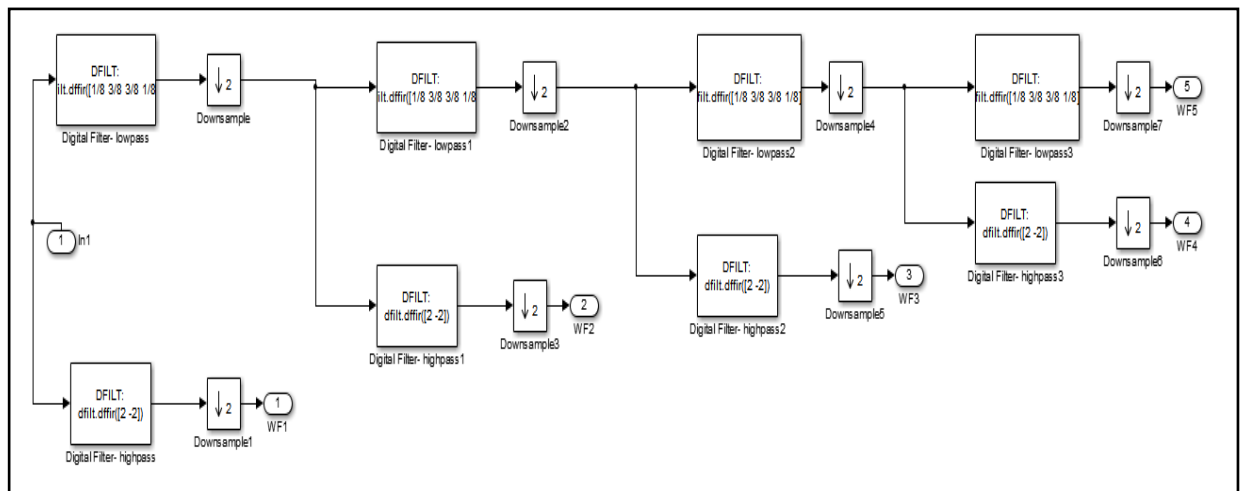 DFILT:
ilt.dffir([1/8 3/8 3/8 1/8
Digital Filter- lowpass
2
Downsample
DFILT:
ilt.dffir([1/8 3/8 3/8 1/8
Digital Filter- lowpass1
2
Downsample2
DFILT:
filt.dffir([1/8 3/8 3/8 1/8]
Digital Filter- lowpass2
2
Downsample4
DFILT:
filt.dffir([1/8 3/8 3/8 1/8]
Digital Filter- lowpass3
2
Downsample7
5
WF5
DFILT:
dfilt.dffir([2 -2])
Digital Filter- highpass3
2
Downsample6
4
WF4
1
In1
DFILT:
dfilt.dffir([2 -2])
Digital Filter- highpass2
2
Downsample5
3
WF3
DFILT:
dfilt.dffir([2 -2])
Digital Filter- highpass1
2
Downsample3
2
WF2
DFILT:
dfilt.dffir([2 -2])
Digital Filter- highpass
2
Downsample1
1
WF1